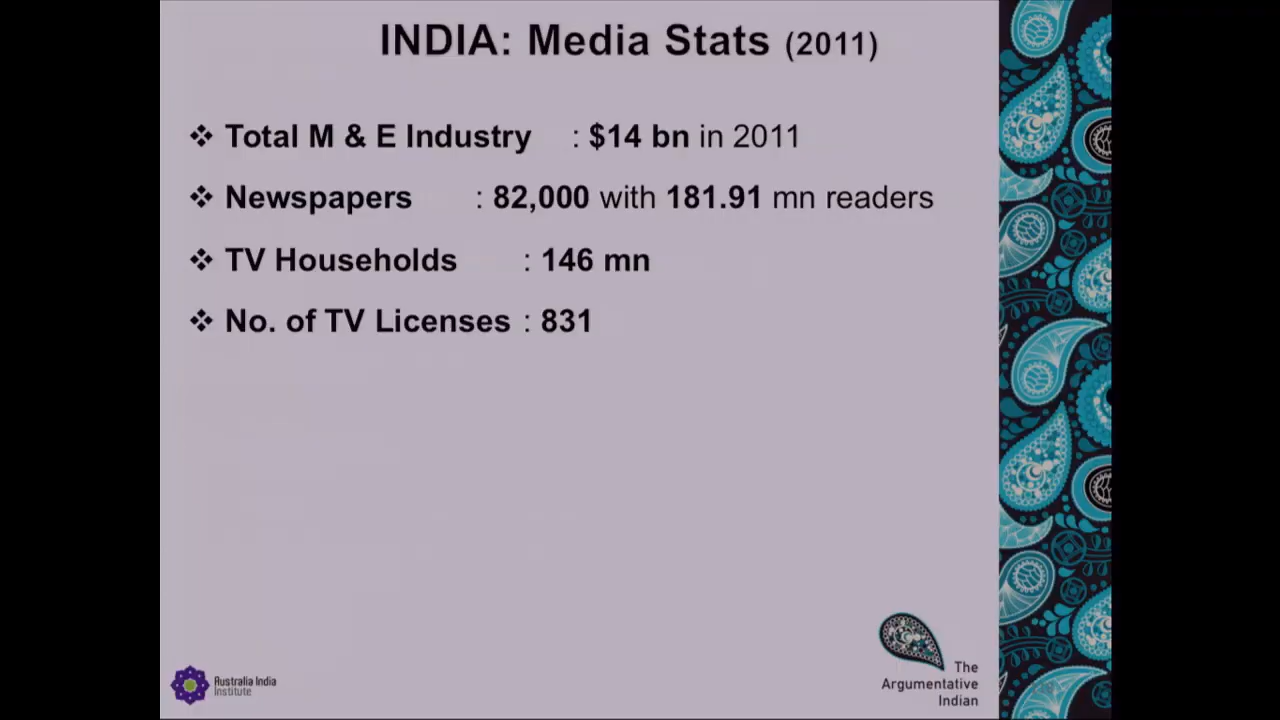 INDIA: Media Stats (2011)
❖ Total M & E Industry : $14 bn in 2011
❖ Newspapers : 82,000 with 181.91 mn readers
❖ TV Households : 146 mn
❖ No. of TV Licenses : 831
The
Argumentative
Indian
Australia India
Institute